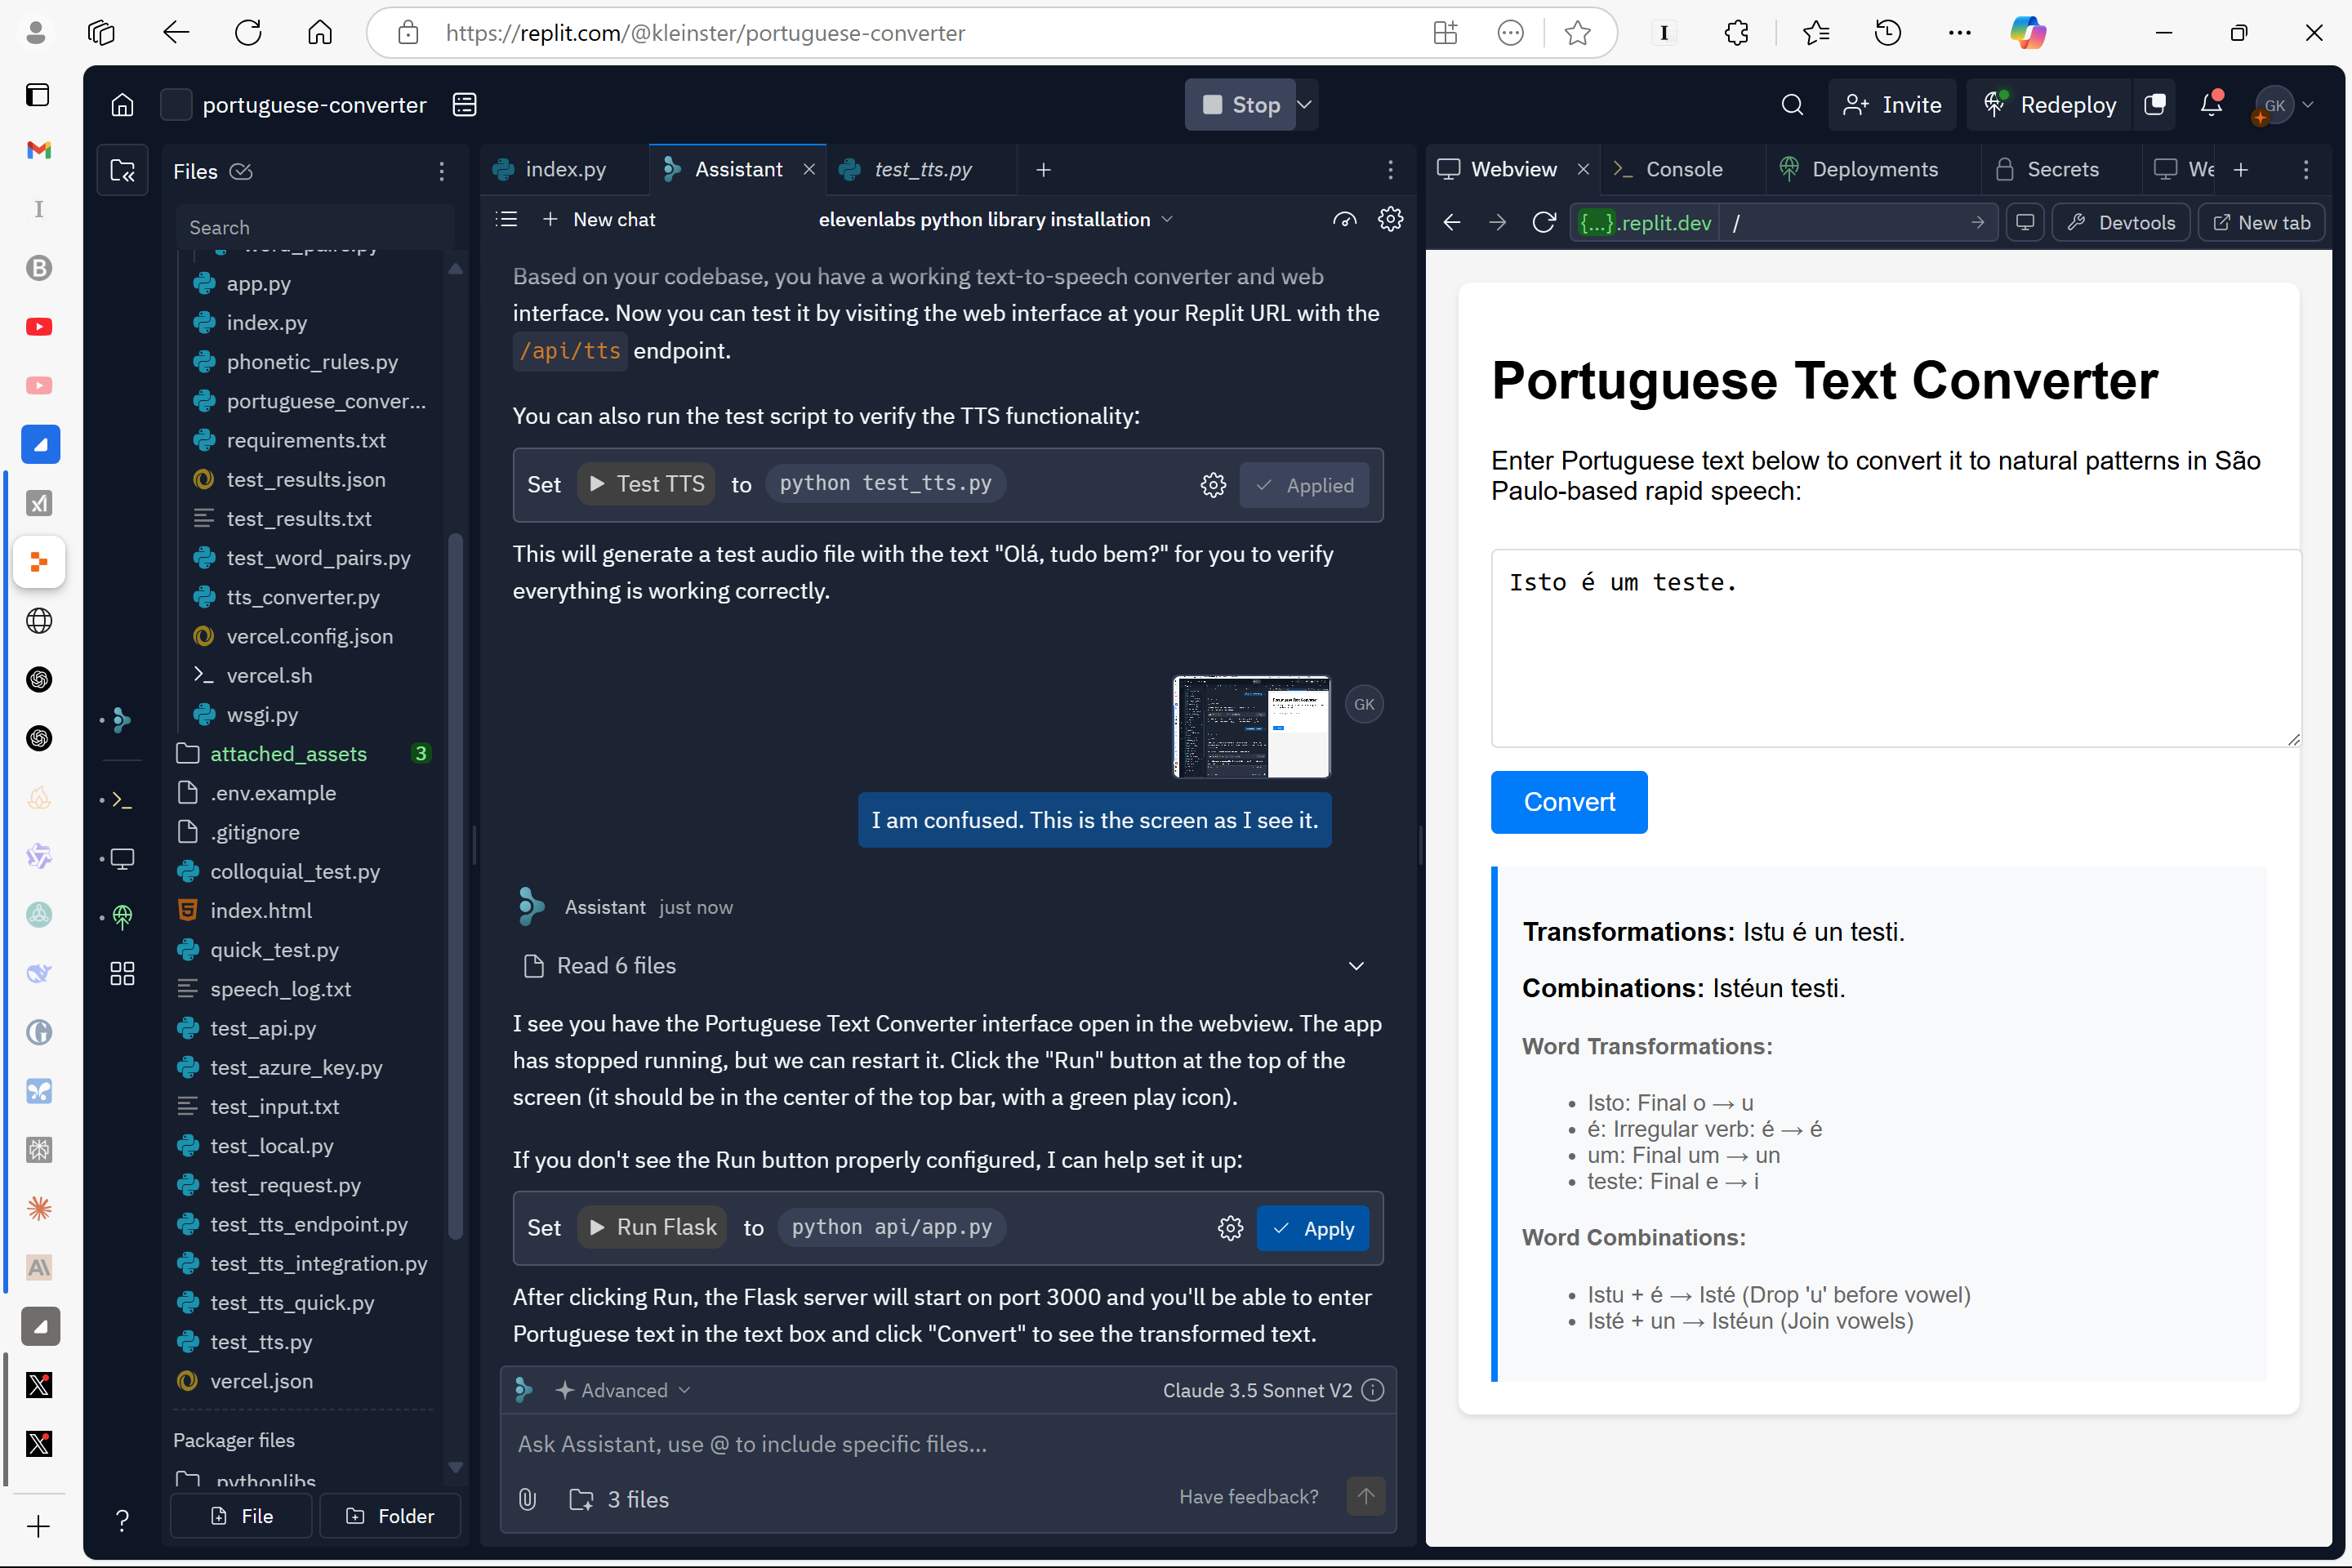 https://replit.com/@kleinster/portuguese-converter
portuguese-converter
Stop
Invite
Redeploy
GK
Files
Search
word_pairs.py
app.py
index.py
phonetic_rules.py
portuguese_conver...
requirements.txt
test_results.json
test_results.txt
test_word_pairs.py
tts_converter.py
vercel.config.json
vercel.sh
wsgi.py
attached_assets 3
.env.example
.gitignore
colloquial_test.py
index.html
quick_test.py
speech_log.txt
test_api.py
test_azure_key.py
test_input.txt
test_local.py
test_request.py
test_tts_endpoint.py
test_tts_integration.py
test_tts_quick.py
test_tts.py
vercel.json
Packager files
.pythonlibs
File
Folder
index.py
Assistant
test_tts.py
New chat
elevenlabs python library installation
Based on your codebase, you have a working text-to-speech converter and web
interface. Now you can test it by visiting the web interface at your Replit URL with the
/api/tts endpoint.
You can also run the test script to verify the TTS functionality:
Set Test TTS to python test_tts.py Applied
This will generate a test audio file with the text "Olá, tudo bem?" for you to verify
everything is working correctly.
GK
I am confused. This is the screen as I see it.
Assistant just now
Read 6 files
I see you have the Portuguese Text Converter interface open in the webview. The app
has stopped running, but we can restart it. Click the "Run" button at the top of the
screen (it should be in the center of the top bar, with a green play icon).
If you don't see the Run button properly configured, I can help set it up:
Set Run Flask to python api/app.py Apply
After clicking Run, the Flask server will start on port 3000 and you'll be able to enter
Portuguese text in the text box and click "Convert" to see the transformed text.
Advanced
Claude 3.5 Sonnet V2
Ask Assistant, use @ to include specific files...
3 files
Have feedback?
Webview
Console
Deployments
Secrets
We
{...}.replit.dev /
Devtools
New tab
Portuguese Text Converter
Enter Portuguese text below to convert it to natural patterns in São
Paulo-based rapid speech:
Isto é um teste.
Convert
Transformations: Istu é un testi.
Combinations: Istéun testi.
Word Transformations:
• Isto: Final o → u
• é: Irregular verb: é → é
• um: Final um → un
• teste: Final e → i
Word Combinations:
• Istu + é → Isté (Drop 'u' before vowel)
• Isté + un → Istéun (Join vowels)